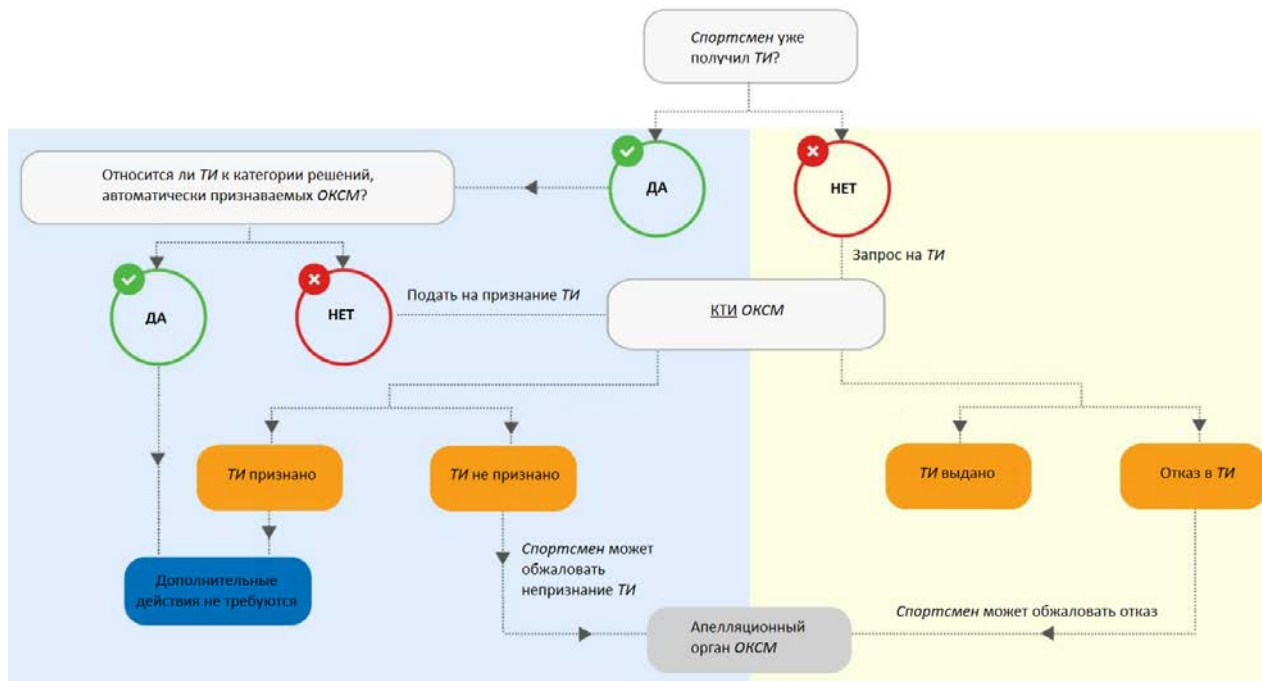 Спортсмен уже
получил ТИ?
ДА
НЕТ
Относится ли ТИ к категории решений,
автоматически признаваемых ОКСМ?
Запрос на ТИ
ДА
НЕТ
Подать на признание ТИ
КТИ ОКСМ
ТИ признано
ТИ не признано
ТИ выдано
Отказ в ТИ
Спортсмен может
обжаловать
непризнание ТИ
Дополнительные
действия не требуются
Апелляционный
орган ОКСМ
Спортсмен может обжаловать отказ